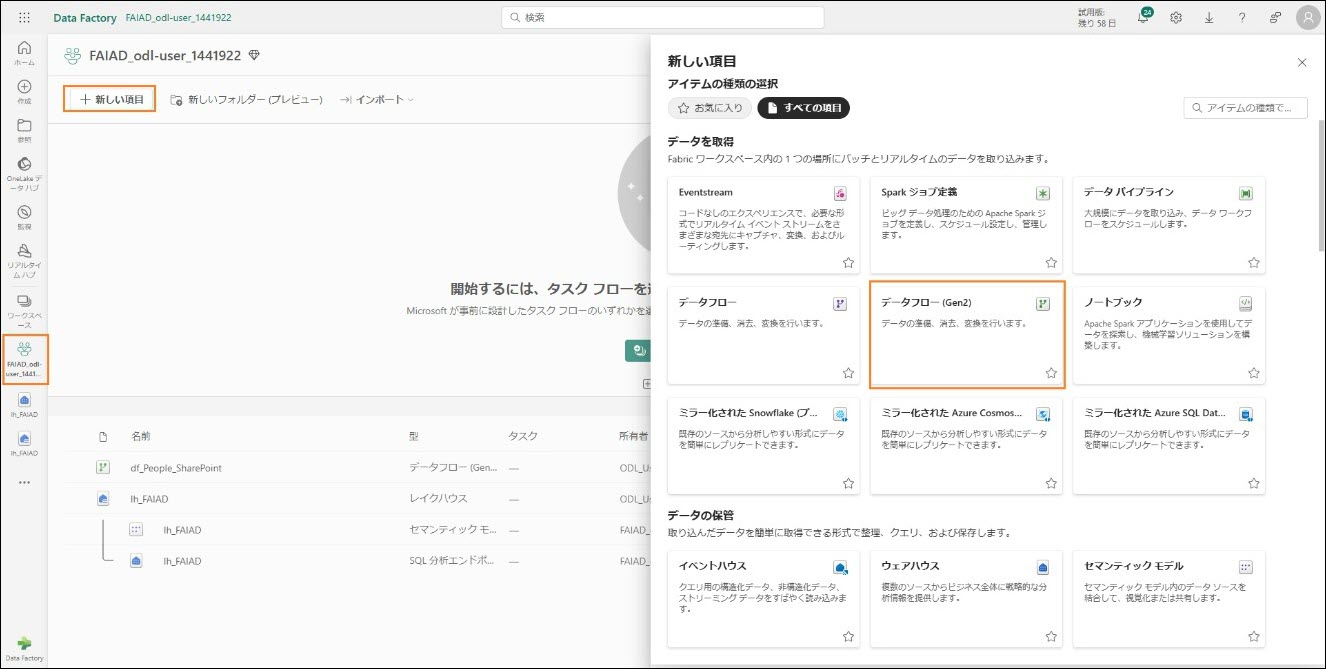 Data Factory FAIAD_odl-user_1441922
検索
試用版:
残り 58 日
24
ホーム
作成
参照
OneLake デ
ータ ハブ
監視
リアルタイ
ム ハブ
ワークスペ
ース
FAIAD_odl-
user_1441...
lh_FAIAD
lh_FAIAD
Data Factory
FAIAD_odl-user_1441922
新しい項目
新しいフォルダー (プレビュー)
インポート
開始するには、タスク フローを
Microsoft が事前に設計したタスク フローのいずれかを
名前 型 タスク 所有者
df_People_SharePoint データフロー (Gen... — ODL_Us
lh_FAIAD レイクハウス — ODL_Us
lh_FAIAD セマンティック モ... — FAIAD_
lh_FAIAD SQL 分析エンドポ... — FAIAD_
新しい項目
アイテムの種類の選択
お気に入り すべての項目
アイテムの種類で...
データを取得
Fabric ワークスペース内の 1 つの場所にバッチとリアルタイムのデータを取り込みます。
Eventstream
コードなしのエクスペリエンスで、必要な形
式でリアルタイム イベント ストリームをさ
まざまな宛先にキャプチャ、変換、およびル
ーティングします。
Spark ジョブ定義
ビッグ データ処理のための Apache Spark ジ
ョブを定義し、スケジュール設定し、管理し
ます。
データ パイプライン
大規模にデータを取り込み、データ ワークフ
ローをスケジュールします。
データフロー
データの準備、消去、変換を行います。
データフロー (Gen2)
データの準備、消去、変換を行います。
ノートブック
Apache Spark アプリケーションを使用してデー
タを探索し、機械学習ソリューションを構
築します。
ミラー化された Snowflake (プ...
既存のソースから分析しやすい形式にデータ
を簡単にレプリケートできます。
ミラー化された Azure Cosmos...
既存のソースから分析しやすい形式にデータ
を簡単にレプリケートできます。
ミラー化された Azure SQL Dat...
既存のソースから分析しやすい形式にデータ
を簡単にレプリケートできます。
データの保管
取り込んだデータを簡単に取得できる形式で整理、クエリ、および保存します。
イベントハウス
クエリ用の構造化データ、非構造化データ、
ストリーミング データをすばやく読み込みま
す。
ウェアハウス
複数のソースからビジネス全体に戦略的な分
析情報を提供します。
セマンティック モデル
セマンティック モデル内のデータ ソースを
結合して、視覚化または共有します。